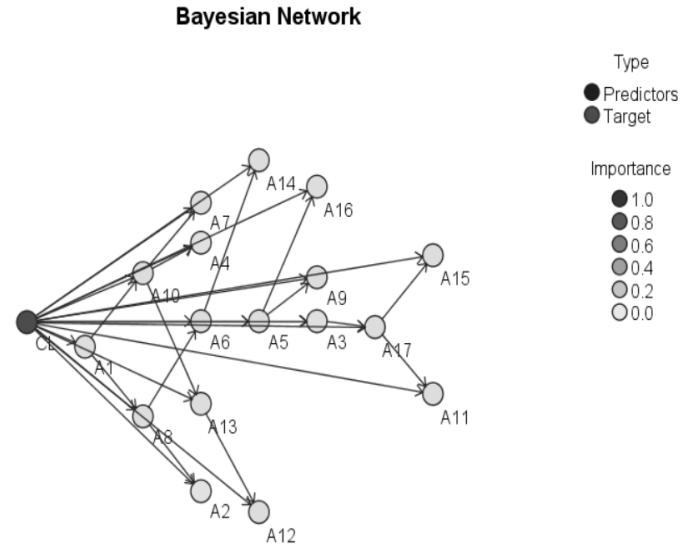 Bayesian Network
Type
Predictors
Target
Importance
1.0
0.8
0.6
0.4
0.2
0.0
A14
A16
A7
A4
A15
A10
A9
CL
A6
A5
A3
A17
A1
A11
A13
A8
A2
A12